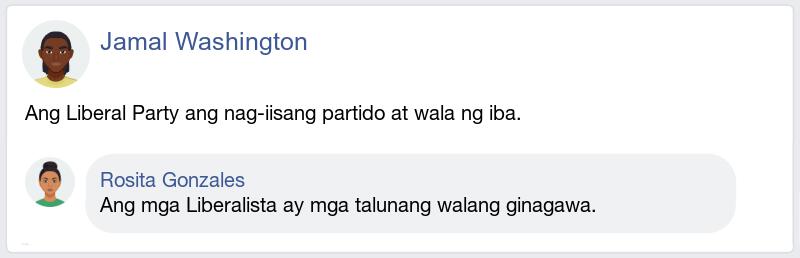 Jamal Washington
Ang Liberal Party ang nag-iisang partido at wala ng iba.
Rosita Gonzales
Ang mga Liberalista ay mga talunang walang ginagawa.